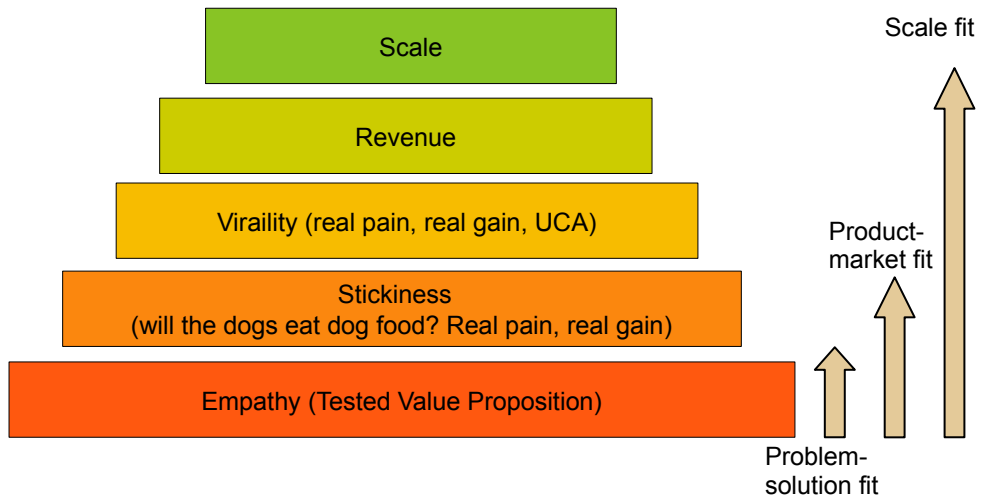 Scale fit
Scale
Revenue
Viraility (real pain, real gain, UCA)
Product-
market fit
Stickiness
(will the dogs eat dog food? Real pain, real gain)
Empathy (Tested Value Proposition)
Problem-
solution fit